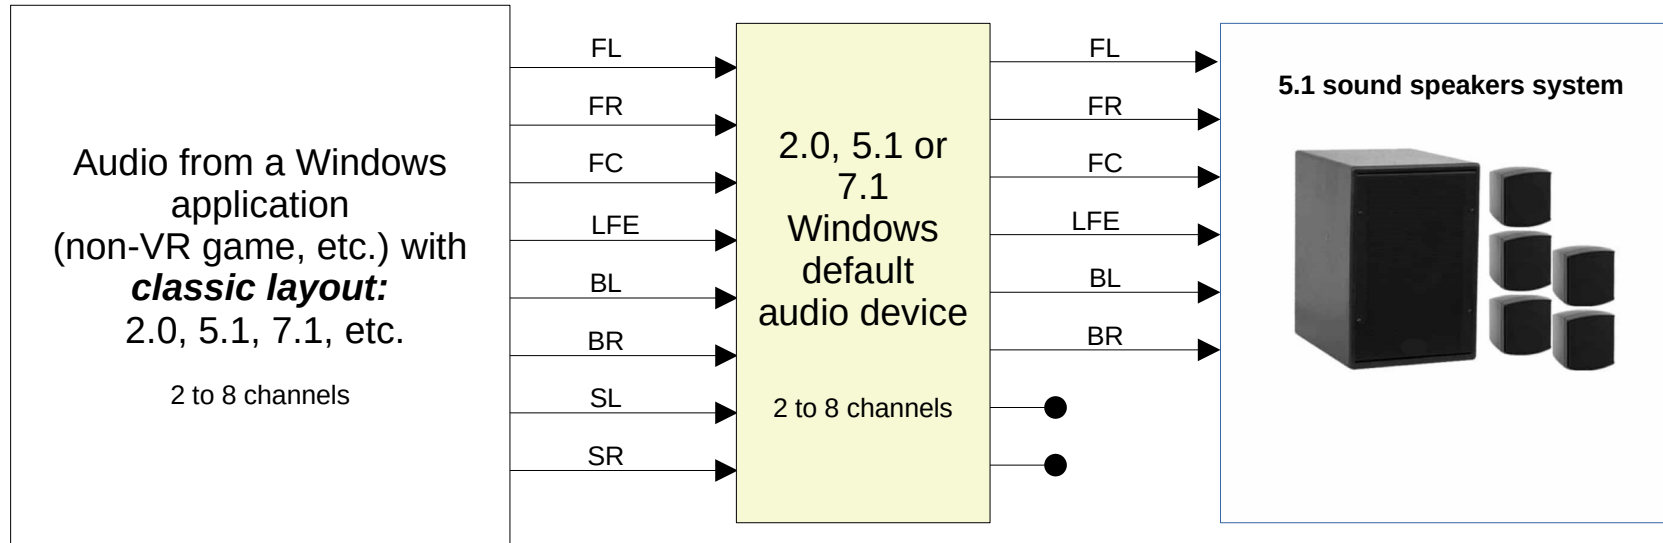 Audio from a Windows
application
(non-VR game, etc.) with
classic layout:
2.0, 5.1, 7.1, etc.
2 to 8 channels
FL
FR
FC
LFE
BL
BR
SL
SR
2.0, 5.1 or
7.1
Windows
default
audio device
2 to 8 channels
FL
FR
FC
LFE
BL
BR
5.1 sound speakers system